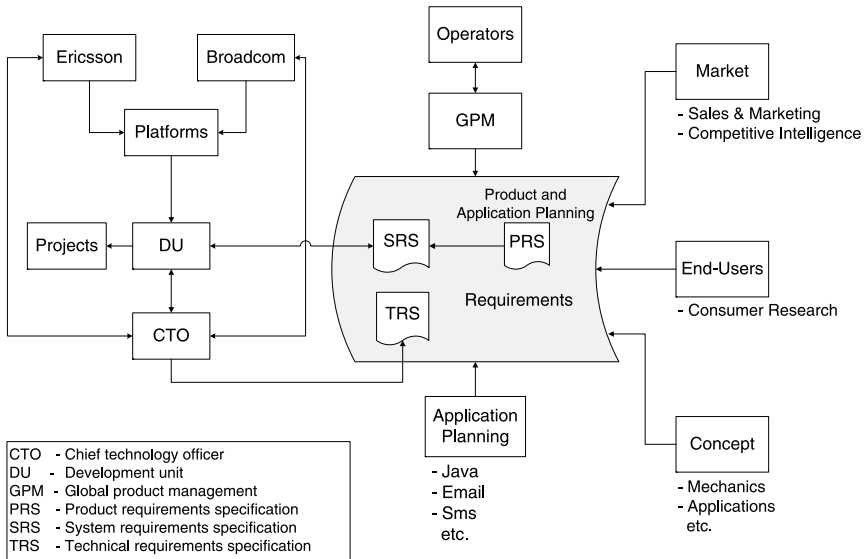 Ericsson
Broadcom
Operators
Market
- Sales & Marketing
- Competitive Intelligence
Platforms
GPM
Product and
Application Planning
Projects
DU
SRS
PRS
End-Users
- Consumer Research
Requirements
CTO
TRS
Application
Planning
- Java
- Email
- Sms
etc.
Concept
- Mechanics
- Applications
etc.
CTO - Chief technology officer
DU - Development unit
GPM - Global product management
PRS - Product requirements specification
SRS - System requirements specification
TRS - Technical requirements specification